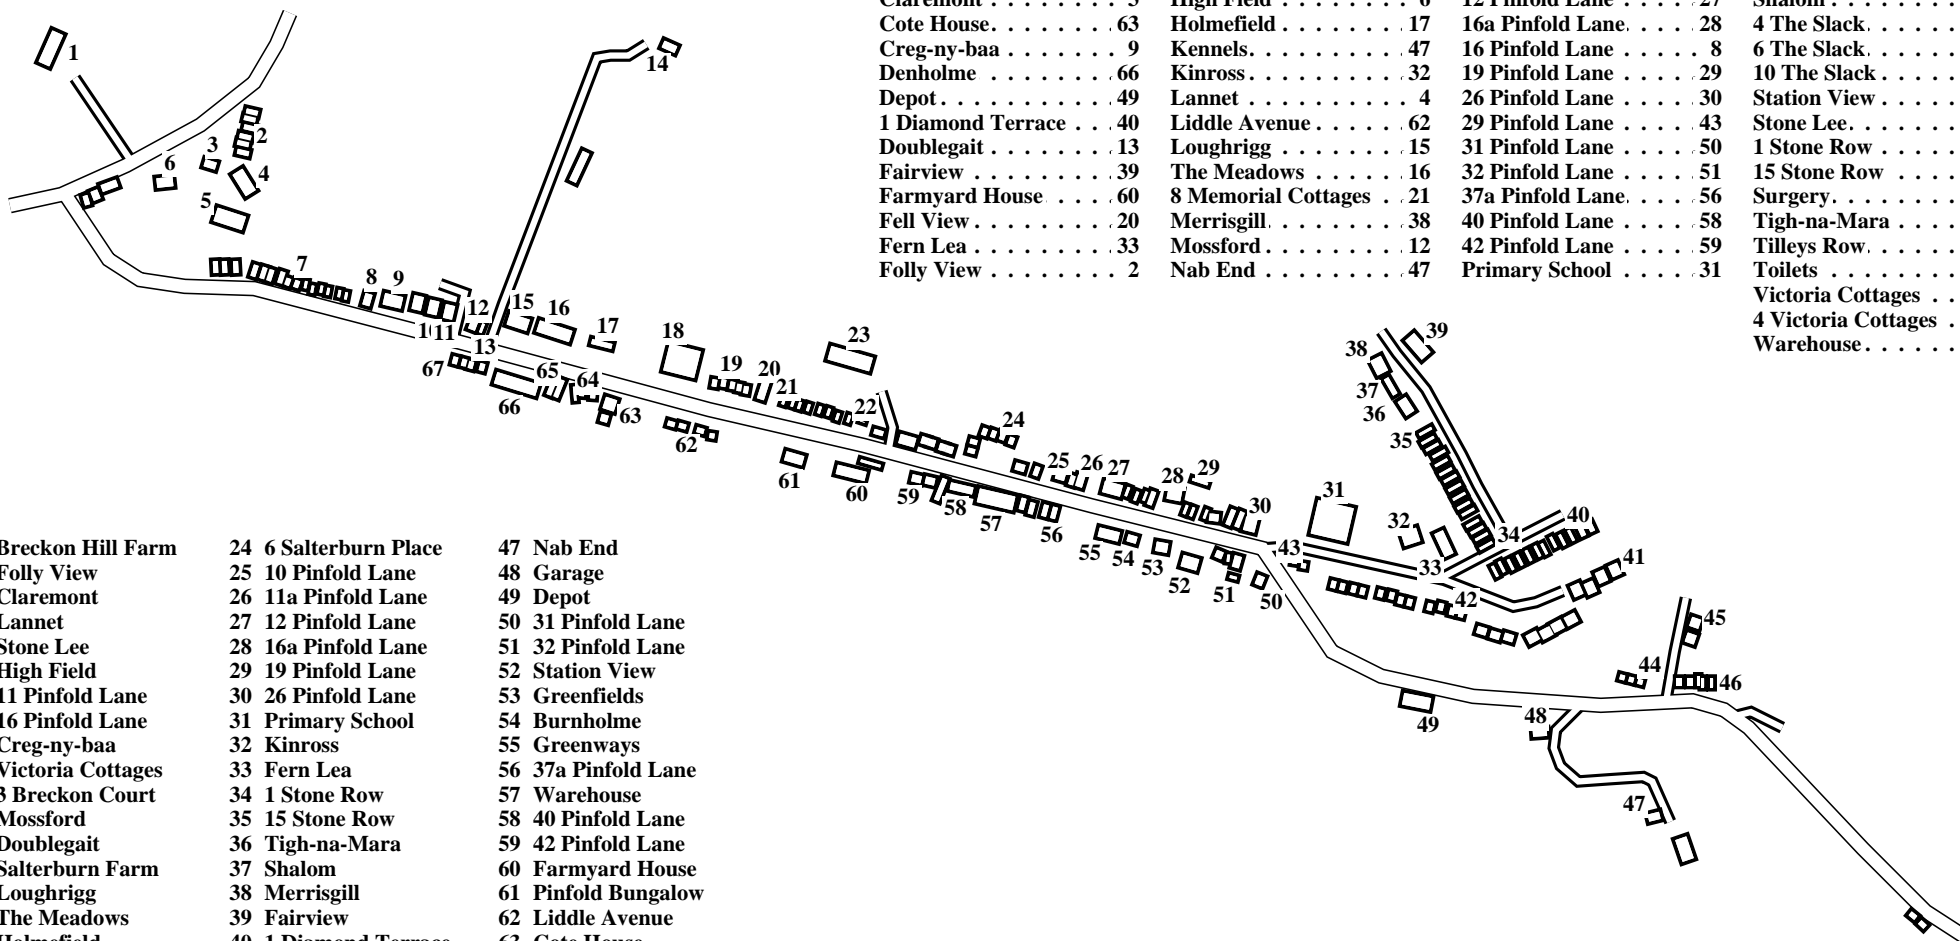 Claremont . . . . . . . . . 3
Cote House . . . . . . . . 63
Creg-ny-baa . . . . . . . 9
Denholme . . . . . . . . 66
Depot . . . . . . . . . . 49
1 Diamond Terrace . . . 40
Doublegait . . . . . . . . 13
Fairview . . . . . . . . . 39
Farmyard House . . . . . 60
Fell View . . . . . . . . . 20
Fern Lea . . . . . . . . . 33
Folly View . . . . . . . . 2
High Field . . . . . . . . 6
Holmefield . . . . . . . . 17
Kennels . . . . . . . . . . 47
Kinross . . . . . . . . . . 32
Lannet . . . . . . . . . . 4
Liddle Avenue . . . . . . 62
Loughrigg . . . . . . . . 15
The Meadows . . . . . . 16
8 Memorial Cottages . . 21
Merrisgill . . . . . . . . . 38
Mossford . . . . . . . . . 12
Nab End . . . . . . . . . 47
12 Pinfold Lane . . . . . 27
16a Pinfold Lane . . . . . 28
16 Pinfold Lane . . . . . 8
19 Pinfold Lane . . . . . 29
26 Pinfold Lane . . . . . 30
29 Pinfold Lane . . . . . 43
31 Pinfold Lane . . . . . 50
32 Pinfold Lane . . . . . 51
37a Pinfold Lane . . . . . 56
40 Pinfold Lane . . . . . 58
42 Pinfold Lane . . . . . 59
Primary School . . . . . 31
Shalom . . . . . .
4 The Slack . . . . .
6 The Slack . . . . .
10 The Slack . . . .
Station View . . . .
Stone Lee . . . . . .
1 Stone Row . . . .
15 Stone Row . . . .
Surgery . . . . . . .
Tigh-na-Mara . . . .
Tilleys Row . . . . .
Toilets . . . . . . .
Victoria Cottages . .
4 Victoria Cottages .
Warehouse . . . . . .
1
2
3
4
5
6
7
8
9
11
12
13
14
15
16
17
18
19
20
21
22
23
24
25
26
27
28
29
30
31
32
33
34
35
36
37
38
39
40
41
42
43
44
45
46
47
48
49
50
51
52
53
54
55
56
57
58
59
60
61
62
63
64
65
66
67
Breckon Hill Farm
Folly View
Claremont
Lannet
Stone Lee
High Field
11 Pinfold Lane
16 Pinfold Lane
Creg-ny-baa
Victoria Cottages
3 Breckon Court
Mossford
Doublegait
Salterburn Farm
Loughrigg
The Meadows
Holmefield
24 6 Salterburn Place
25 10 Pinfold Lane
26 11a Pinfold Lane
27 12 Pinfold Lane
28 16a Pinfold Lane
29 19 Pinfold Lane
30 26 Pinfold Lane
31 Primary School
32 Kinross
33 Fern Lea
34 1 Stone Row
35 15 Stone Row
36 Tigh-na-Mara
37 Shalom
38 Merrisgill
39 Fairview
40 1 Diamond Terrace
47 Nab End
48 Garage
49 Depot
50 31 Pinfold Lane
51 32 Pinfold Lane
52 Station View
53 Greenfields
54 Burnholme
55 Greenways
56 37a Pinfold Lane
57 Warehouse
58 40 Pinfold Lane
59 42 Pinfold Lane
60 Farmyard House
61 Pinfold Bungalow
62 Liddle Avenue
63 Cote House